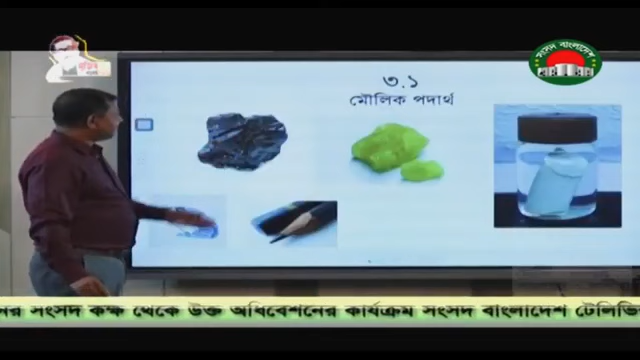 সংসদ বাংলাদেশ
৩.১
মৌলিক পদার্থ
নের সংসদ কক্ষ থেকে উক্ত অধিবেশনের কার্যক্রম সংসদ বাংলাদেশ টেলিভি